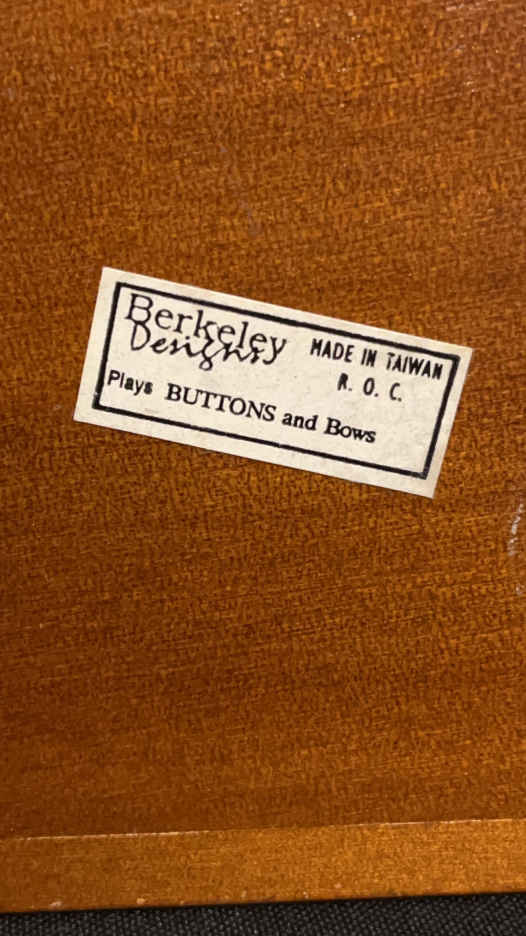 Berkeley
Designs
MADE IN TAIWAN
R. O. C.
Plays BUTTONS and Bows